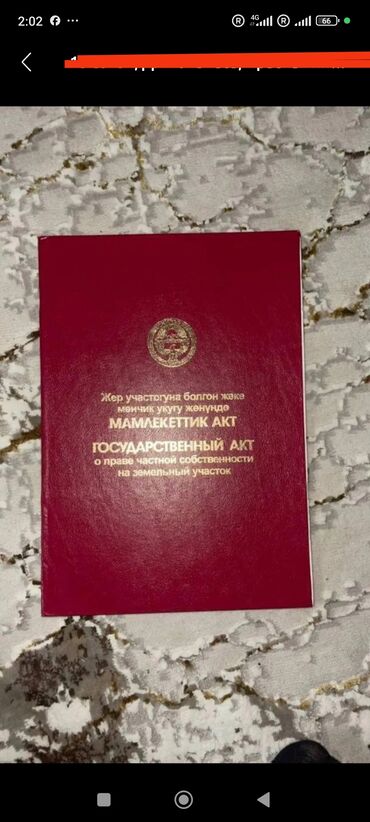 2:02
4G
66
Жер участогуна болгон жеке
менчик укугу жөнүндө
МАМЛЕКЕТТИК АКТ
ГОСУДАРСТВЕННЫЙ АКТ
о праве частной собственности
на земельный участок